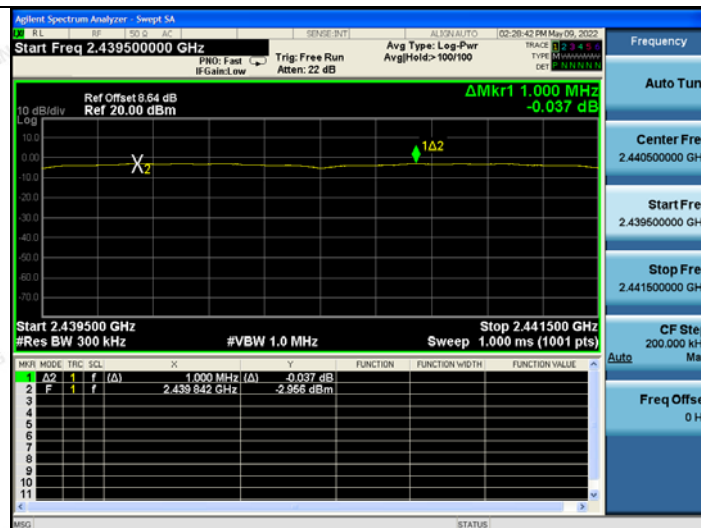 Agilent Spectrum Analyzer - Swept SA
RL RF 50 Ω AC SENSE:INT ALIGN AUTO 02:28:42 PM May 09, 2022
Start Freq 2.439500000 GHz
PNO: Fast
IFGain:Low
Trig: Free Run
Atten: 22 dB
Avg Type: Log-Pwr
Avg|Hold:>100/100
TRACE 1 2 3 4 5 6
TYPE M
DET P N N N N N
ΔMkr1 1.000 MHz
-0.037 dB
Ref Offset 8.64 dB
10 dB/div Ref 20.00 dBm
Log
10.0
0.00
-10.0
-20.0
-30.0
-40.0
-50.0
-60.0
-70.0
X2
1Δ2
Start 2.439500 GHz Stop 2.441500 GHz
#Res BW 300 kHz #VBW 1.0 MHz Sweep 1.000 ms (1001 pts)
MKR MODE TRC SCL X Y FUNCTION FUNCTION WIDTH FUNCTION VALUE
1 Δ2 1 f (Δ) 1.000 MHz (Δ) -0.037 dB
2 F 1 f 2.439 842 GHz -2.956 dBm
3
4
5
6
7
8
9
10
11
MSG STATUS
Frequency
Auto Tun
Center Fre
2.440500000 GH
Start Fre
2.439500000 GH
Stop Fre
2.441500000 GH
CF Ste
200.000 kH
Auto Ma
Freq Offse
0 H